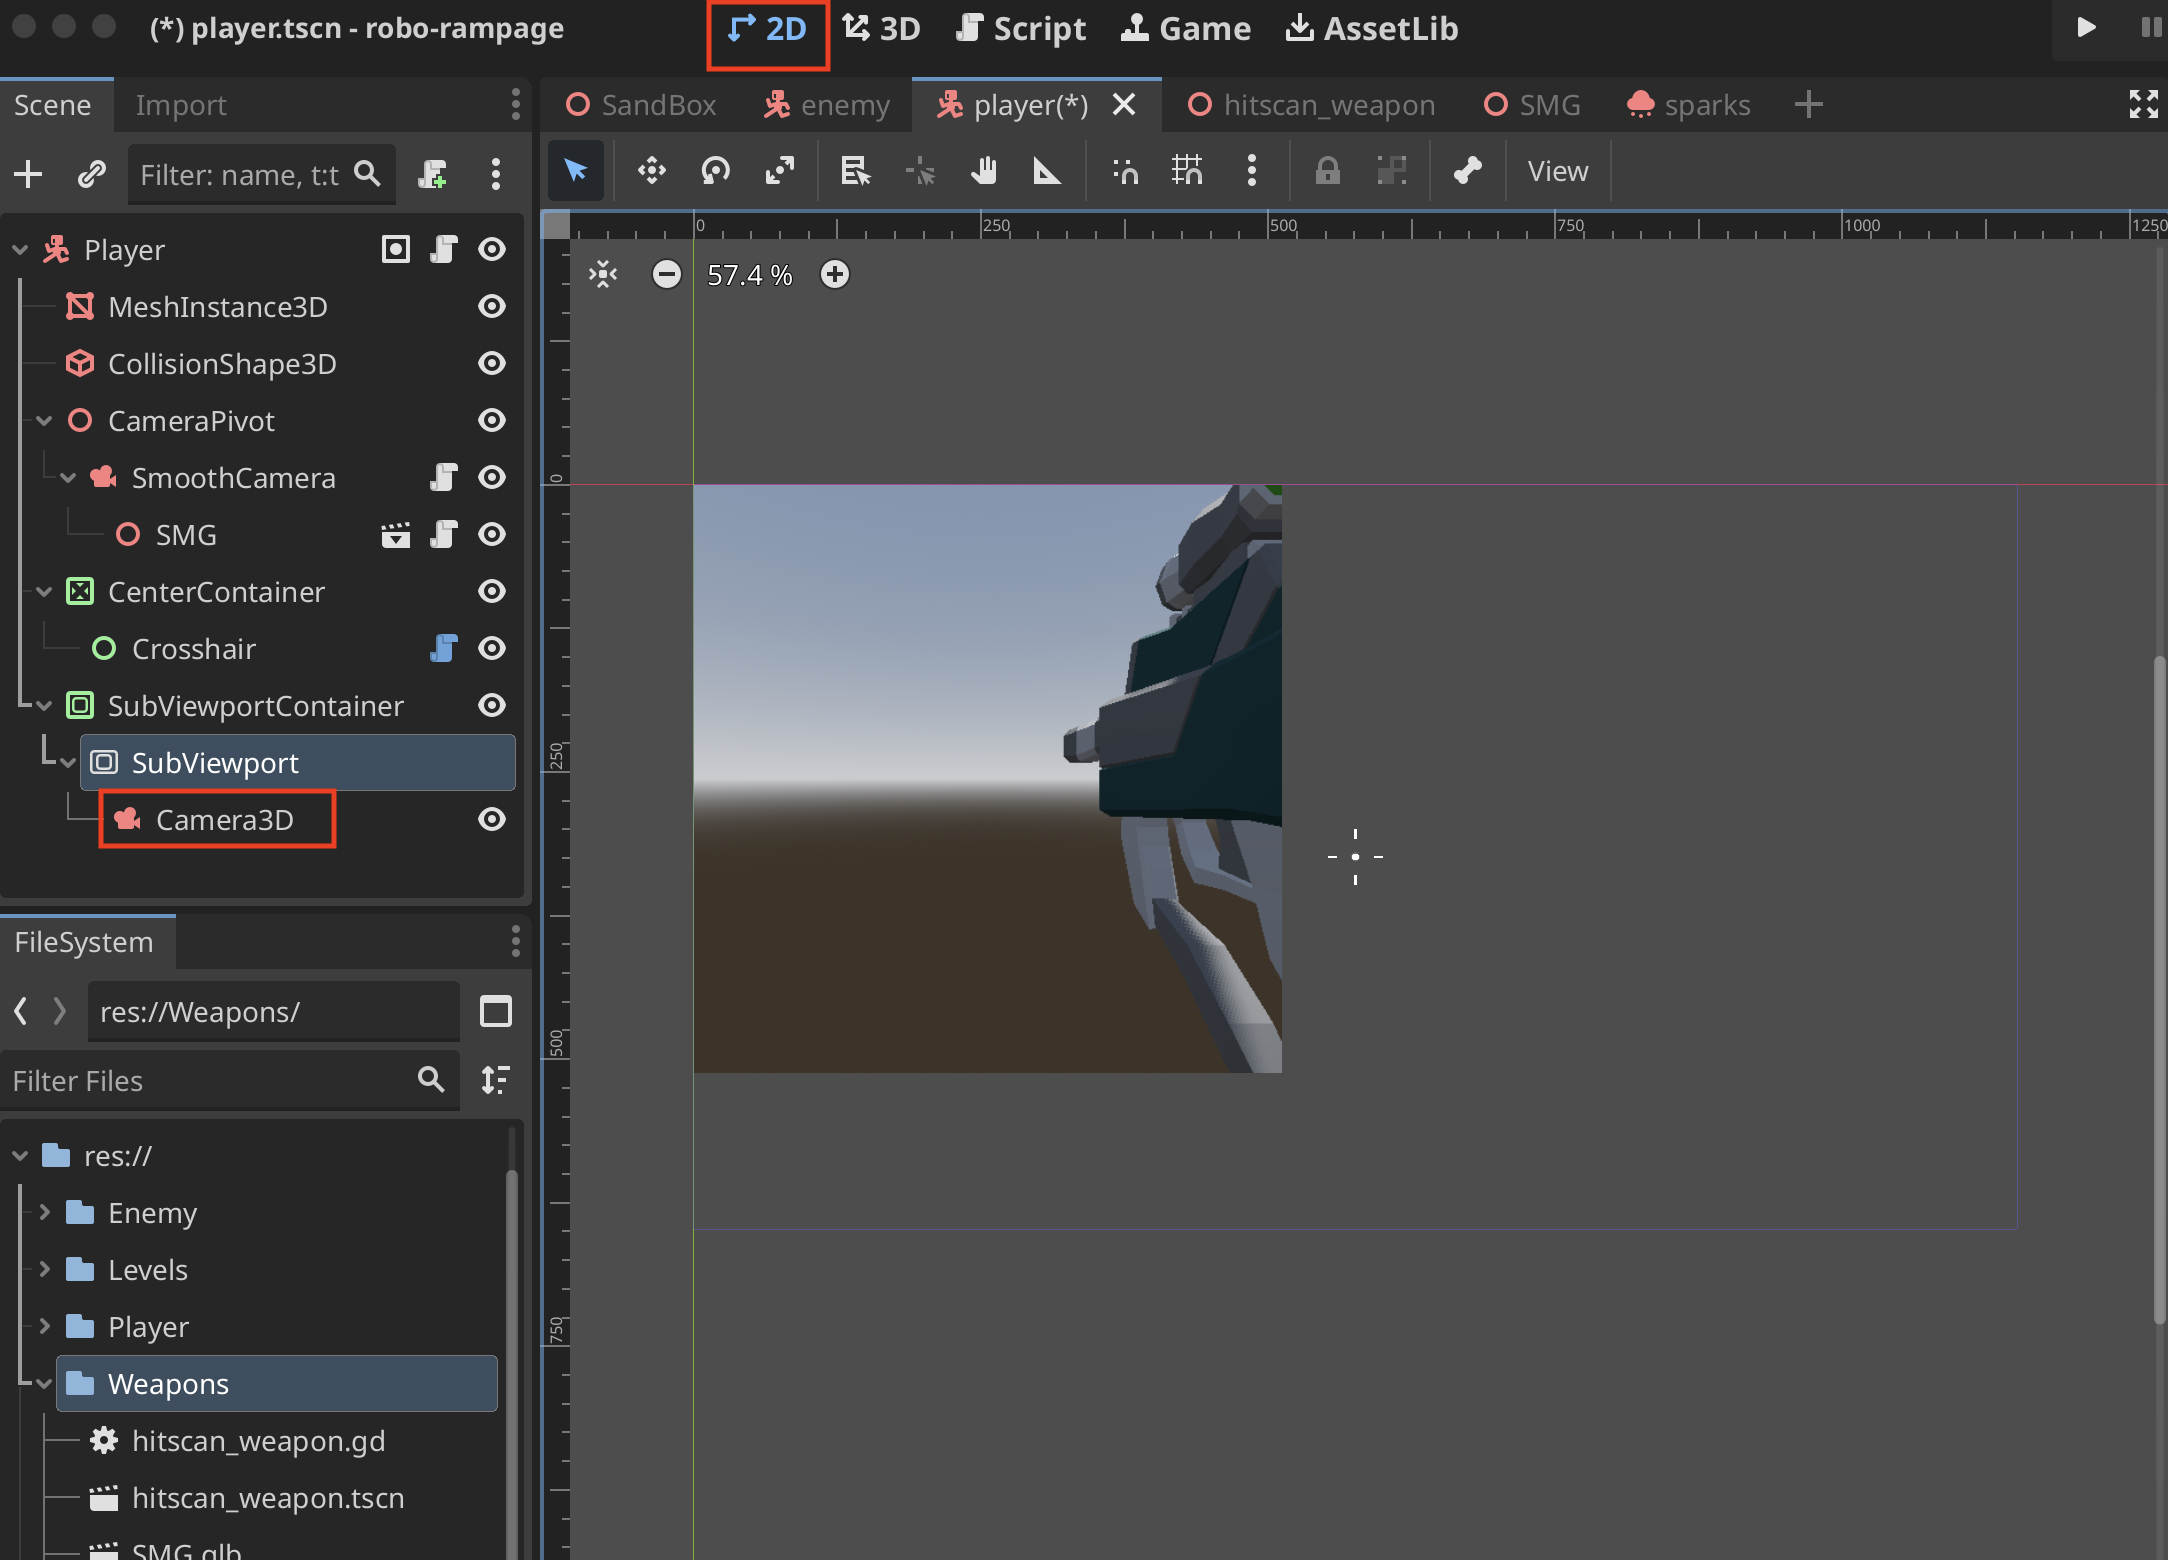 (*) player.tscn - robo-rampage
2D
3D
Script
Game
AssetLib
Scene
Import
SandBox
enemy
player(*)
hitscan_weapon
SMG
sparks
Filter: name, t:t
View
0
250
500
750
1000
1250
57.4 %
Player
MeshInstance3D
CollisionShape3D
CameraPivot
SmoothCamera
SMG
CenterContainer
Crosshair
SubViewportContainer
SubViewport
Camera3D
0
250
500
750
FileSystem
res://Weapons/
Filter Files
res://
Enemy
Levels
Player
Weapons
hitscan_weapon.gd
hitscan_weapon.tscn
SMG.glb